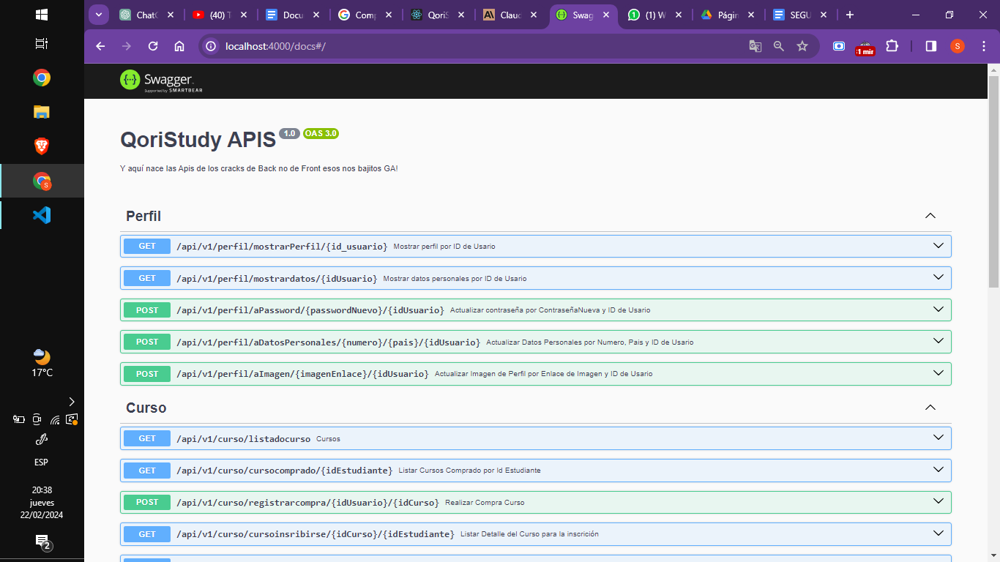 ChatG
(40) T
Docu
Comp
QoriS
Clauc
Swag
(1) W
Págin
SEGU
localhost:4000/docs#/
1 min
S
Swagger
Supported by SMARTBEAR
QoriStudy APIS 1.0 OAS 3.0
Y aquí nace las Apis de los cracks de Back no de Front esos nos bajitos GA!
Perfil
GET /api/v1/perfil/mostrarPerfil/{id_usuario} Mostrar perfil por ID de Usario
GET /api/v1/perfil/mostrardatos/{idUsuario} Mostrar datos personales por ID de Usario
POST /api/v1/perfil/aPassword/{passwordNuevo}/{idUsuario} Actualizar contraseña por ContraseñaNueva y ID de Usario
POST /api/v1/perfil/aDatosPersonales/{numero}/{pais}/{idUsuario} Actualizar Datos Personales por Numero, Pais y ID de Usario
POST /api/v1/perfil/aImagen/{imagenEnlace}/{idUsuario} Actualizar Imagen de Perfil por Enlace de Imagen y ID de Usario
Curso
GET /api/v1/curso/listadocurso Cursos
GET /api/v1/curso/cursocomprado/{idEstudiante} Listar Cursos Comprado por Id Estudiante
POST /api/v1/curso/registrarcompra/{idUsuario}/{idCurso} Realizar Compra Curso
GET /api/v1/curso/cursoinsribirse/{idCurso}/{idEstudiante} Listar Detalle del Curso para la inscrición
S
17°C
ESP
20:38
jueves
22/02/2024
2